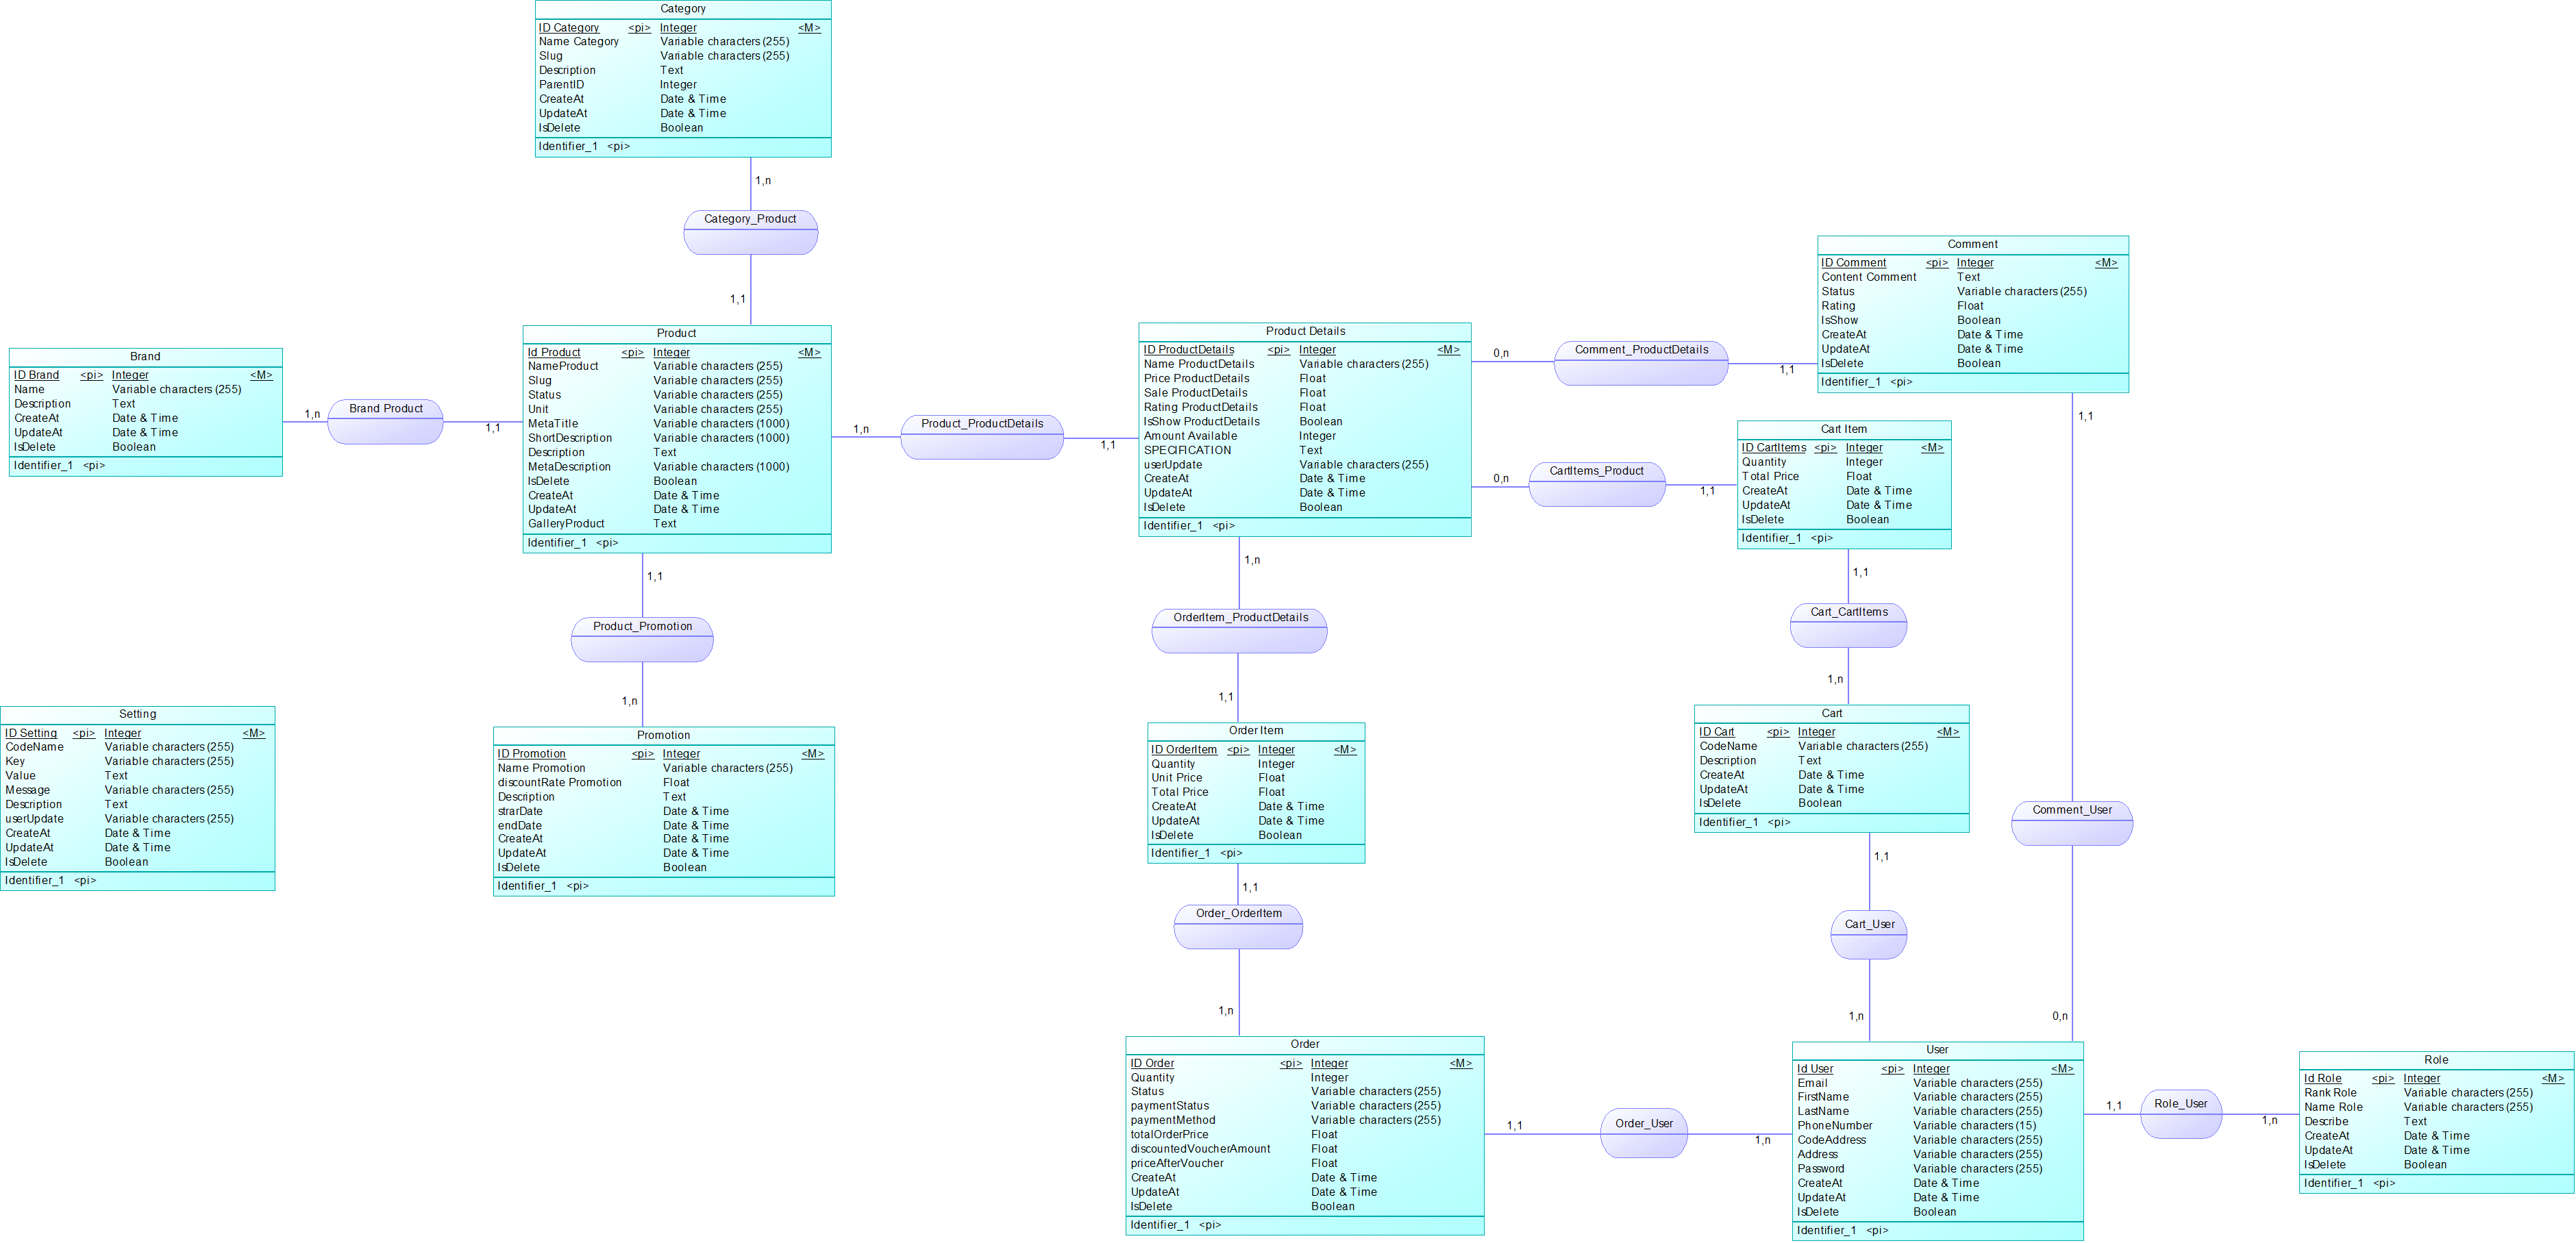 Category
ID Category <pi> Integer <M>
Name Category Variable characters (255)
Slug Variable characters (255)
Description Text
ParentID Integer
CreateAt Date & Time
UpdateAt Date & Time
IsDelete Boolean
Identifier_1 <pi>
1,n
Category_Product
1,1
Brand
ID Brand <pi> Integer <M>
Name Variable characters (255)
Description Text
CreateAt Date & Time
UpdateAt Date & Time
IsDelete Boolean
Identifier_1 <pi>
1,n
Brand Product
1,1
Product
Id Product <pi> Integer <M>
NameProduct Variable characters (255)
Slug Variable characters (255)
Status Variable characters (255)
Unit Variable characters (255)
MetaTitle Variable characters (1000)
ShortDescription Variable characters (1000)
Description Text
MetaDescription Variable characters (1000)
IsDelete Boolean
CreateAt Date & Time
UpdateAt Date & Time
GalleryProduct Text
Identifier_1 <pi>
1,n
Product_ProductDetails
1,1
Product Details
ID ProductDetails <pi> Integer <M>
Name ProductDetails Variable characters (255)
Price ProductDetails Float
Sale ProductDetails Float
Rating ProductDetails Float
IsShow ProductDetails Boolean
Amount Available Integer
SPECIFICATION Text
userUpdate Variable characters (255)
CreateAt Date & Time
UpdateAt Date & Time
IsDelete Boolean
Identifier_1 <pi>
0,n
Comment_ProductDetails
1,1
Comment
ID Comment <pi> Integer <M>
Content Comment Text
Status Variable characters (255)
Rating Float
IsShow Boolean
CreateAt Date & Time
UpdateAt Date & Time
IsDelete Boolean
Identifier_1 <pi>
1,1
0,n
CartItems_Product
1,1
Cart Item
ID CartItems <pi> Integer <M>
Quantity Integer
Total Price Float
CreateAt Date & Time
UpdateAt Date & Time
IsDelete Boolean
Identifier_1 <pi>
1,1
Cart_CartItems
1,n
1,1
Product_Promotion
1,n
1,n
OrderItem_ProductDetails
1,1
Setting
ID Setting <pi> Integer <M>
CodeName Variable characters (255)
Key Variable characters (255)
Value Text
Message Variable characters (255)
Description Text
userUpdate Variable characters (255)
CreateAt Date & Time
UpdateAt Date & Time
IsDelete Boolean
Identifier_1 <pi>
Promotion
ID Promotion <pi> Integer <M>
Name Promotion Variable characters (255)
discountRate Promotion Float
Description Text
strarDate Date & Time
endDate Date & Time
CreateAt Date & Time
UpdateAt Date & Time
IsDelete Boolean
Identifier_1 <pi>
Order Item
ID OrderItem <pi> Integer <M>
Quantity Integer
Unit Price Float
Total Price Float
CreateAt Date & Time
UpdateAt Date & Time
IsDelete Boolean
Identifier_1 <pi>
1,1
Order_OrderItem
1,n
Cart
ID Cart <pi> Integer <M>
CodeName Variable characters (255)
Description Text
CreateAt Date & Time
UpdateAt Date & Time
IsDelete Boolean
Identifier_1 <pi>
1,1
Cart_User
1,n
Comment_User
0,n
Order
ID Order <pi> Integer <M>
Quantity Integer
Status Variable characters (255)
paymentStatus Variable characters (255)
paymentMethod Variable characters (255)
totalOrderPrice Float
discountedVoucherAmount Float
priceAfterVoucher Float
CreateAt Date & Time
UpdateAt Date & Time
IsDelete Boolean
Identifier_1 <pi>
1,1
Order_User
1,n
User
Id User <pi> Integer <M>
Email Variable characters (255)
FirstName Variable characters (255)
LastName Variable characters (255)
PhoneNumber Variable characters (15)
CodeAddress Variable characters (255)
Address Variable characters (255)
Password Variable characters (255)
CreateAt Date & Time
UpdateAt Date & Time
IsDelete Boolean
Identifier_1 <pi>
1,1
Role_User
1,n
Role
Id Role <pi> Integer <M>
Rank Role Variable characters (255)
Name Role Variable characters (255)
Describe Text
CreateAt Date & Time
UpdateAt Date & Time
IsDelete Boolean
Identifier_1 <pi>